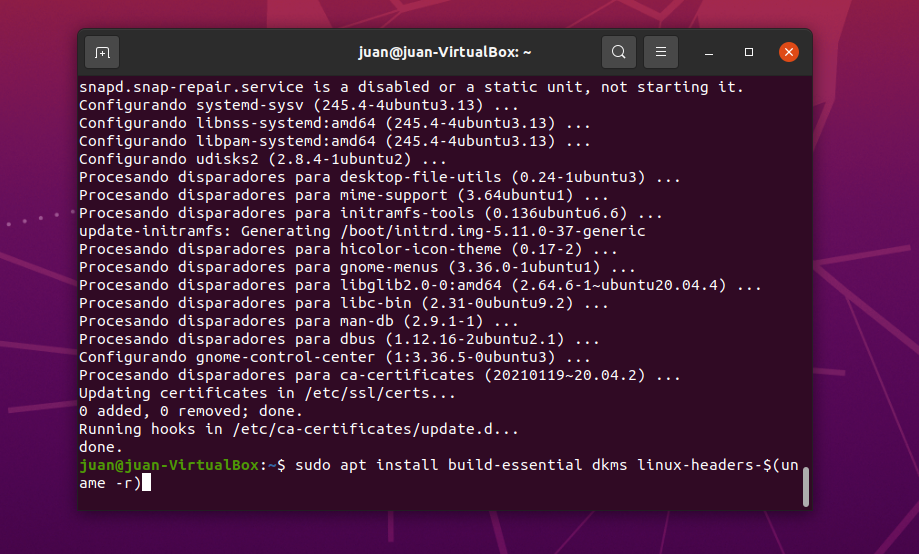 juan@juan-VirtualBox: ~
snapd.snap-repair.service is a disabled or a static unit, not starting it.
Configurando systemd-sysv (245.4-4ubuntu3.13) ...
Configurando libnss-systemd:amd64 (245.4-4ubuntu3.13) ...
Configurando libpam-systemd:amd64 (245.4-4ubuntu3.13) ...
Configurando udisks2 (2.8.4-1ubuntu2) ...
Procesando disparadores para desktop-file-utils (0.24-1ubuntu3) ...
Procesando disparadores para mime-support (3.64ubuntu1) ...
Procesando disparadores para initramfs-tools (0.136ubuntu6.6) ...
update-initramfs: Generating /boot/initrd.img-5.11.0-37-generic
Procesando disparadores para hicolor-icon-theme (0.17-2) ...
Procesando disparadores para gnome-menus (3.36.0-1ubuntu1) ...
Procesando disparadores para libglib2.0-0:amd64 (2.64.6-1~ubuntu20.04.4) ...
Procesando disparadores para libc-bin (2.31-0ubuntu9.2) ...
Procesando disparadores para man-db (2.9.1-1) ...
Procesando disparadores para dbus (1.12.16-2ubuntu2.1) ...
Configurando gnome-control-center (1:3.36.5-0ubuntu3) ...
Procesando disparadores para ca-certificates (20210119~20.04.2) ...
Updating certificates in /etc/ssl/certs...
0 added, 0 removed; done.
Running hooks in /etc/ca-certificates/update.d...
done.
juan@juan-VirtualBox:~$ sudo apt install build-essential dkms linux-headers-$(un
ame -r)